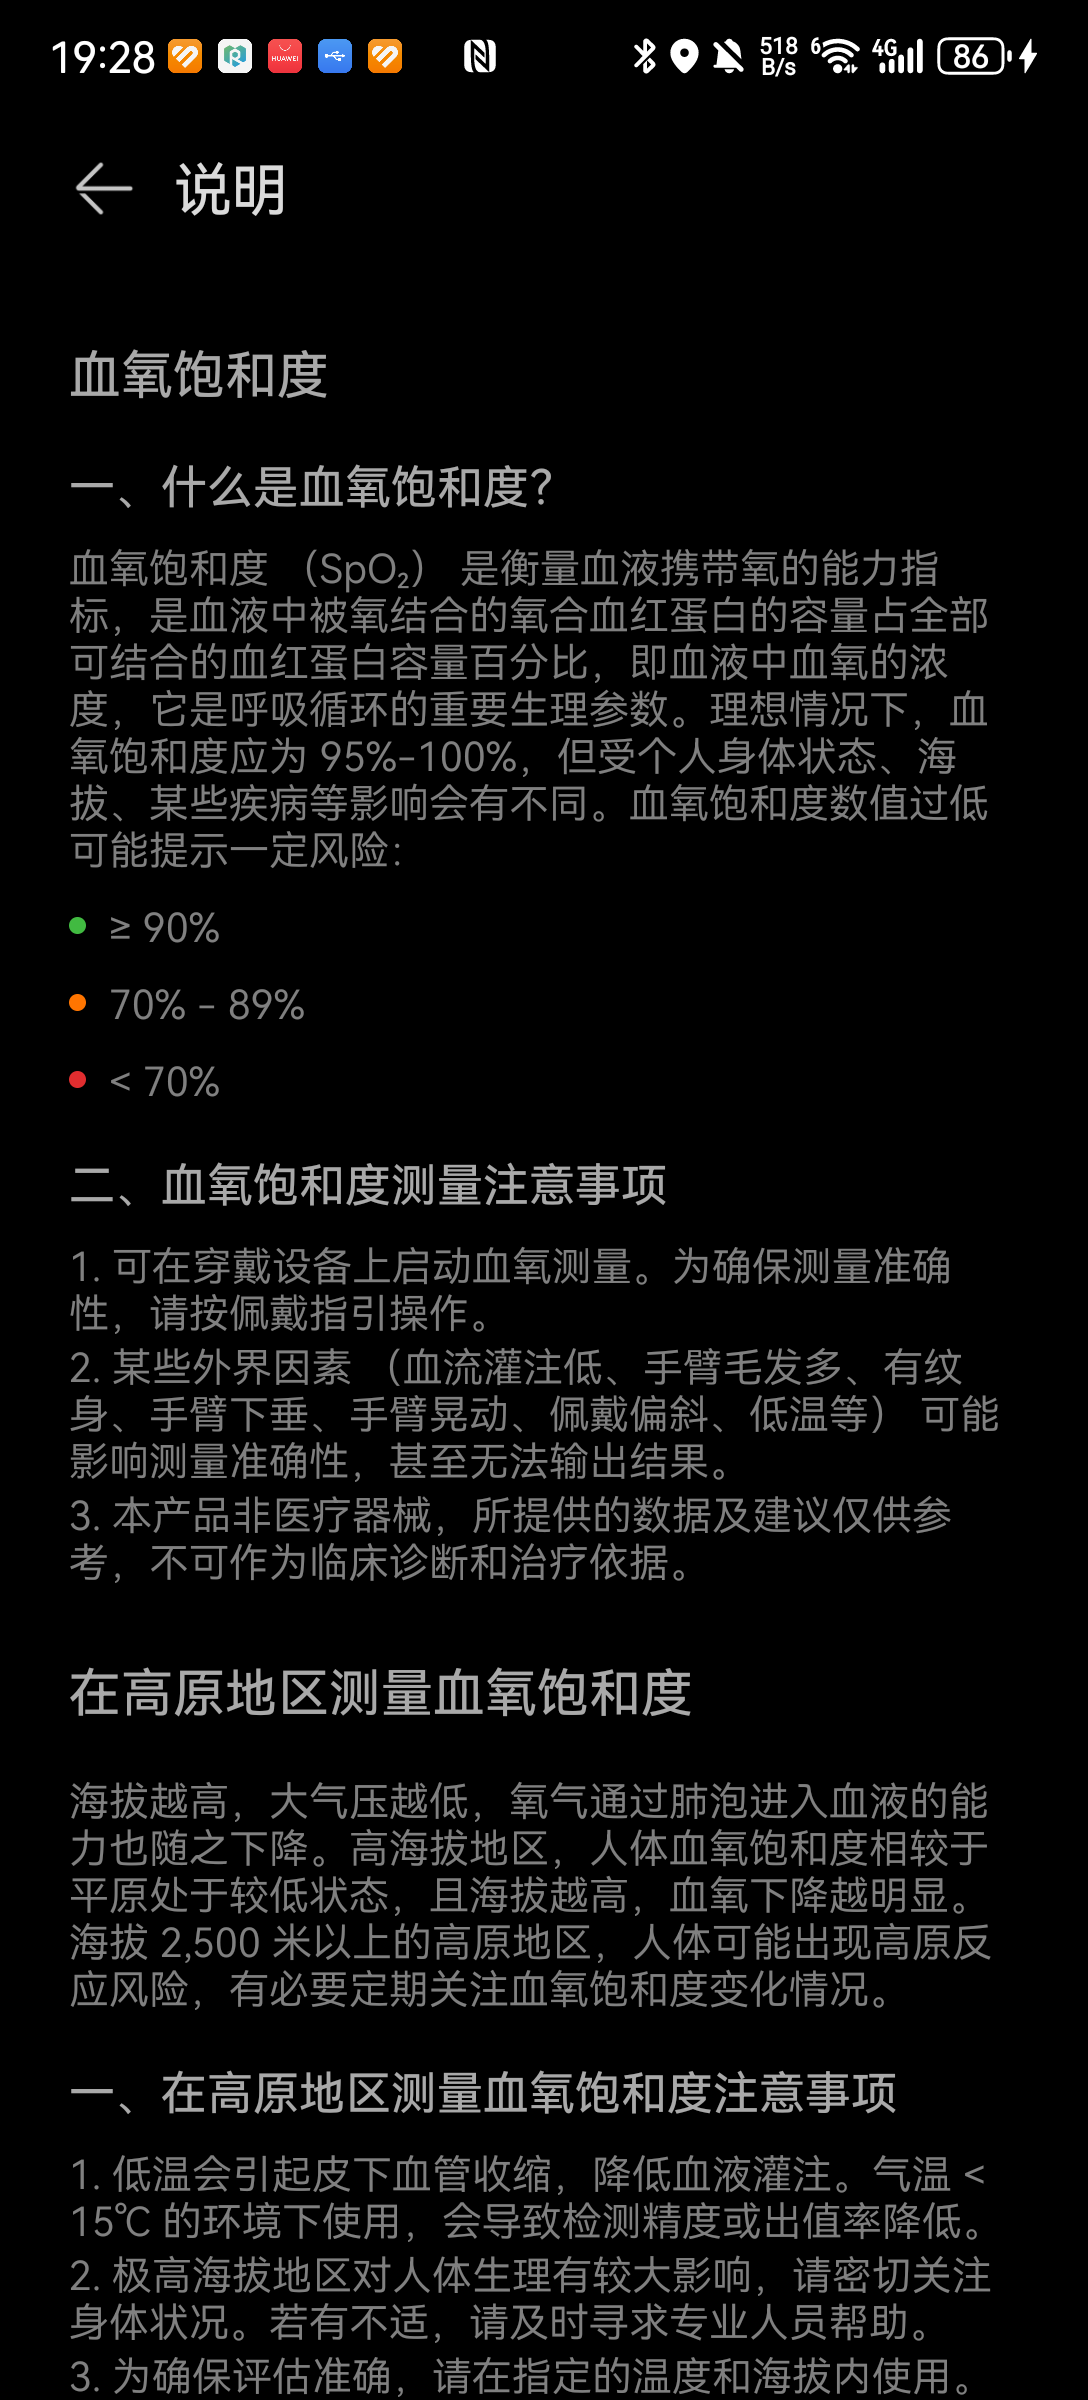 19:28
HUAWEI
518 B/s
6
4G
86
说明
血氧饱和度
一、什么是血氧饱和度？
血氧饱和度 （SpO₂） 是衡量血液携带氧的能力指
标，是血液中被氧结合的氧合血红蛋白的容量占全部
可结合的血红蛋白容量百分比，即血液中血氧的浓
度，它是呼吸循环的重要生理参数。理想情况下，血
氧饱和度应为 95%-100%，但受个人身体状态、海
拔、某些疾病等影响会有不同。血氧饱和度数值过低
可能提示一定风险：
≥ 90%
70% - 89%
< 70%
二、血氧饱和度测量注意事项
1. 可在穿戴设备上启动血氧测量。为确保测量准确
性，请按佩戴指引操作。
2. 某些外界因素 （血流灌注低、手臂毛发多、有纹
身、手臂下垂、手臂晃动、佩戴偏斜、低温等） 可能
影响测量准确性，甚至无法输出结果。
3. 本产品非医疗器械，所提供的数据及建议仅供参
考，不可作为临床诊断和治疗依据。
在高原地区测量血氧饱和度
海拔越高，大气压越低，氧气通过肺泡进入血液的能
力也随之下降。高海拔地区，人体血氧饱和度相较于
平原处于较低状态，且海拔越高，血氧下降越明显。
海拔 2,500 米以上的高原地区，人体可能出现高原反
应风险，有必要定期关注血氧饱和度变化情况。
一、在高原地区测量血氧饱和度注意事项
1. 低温会引起皮下血管收缩，降低血液灌注。气温 <
15℃ 的环境下使用，会导致检测精度或出值率降低。
2. 极高海拔地区对人体生理有较大影响，请密切关注
身体状况。若有不适，请及时寻求专业人员帮助。
3. 为确保评估准确，请在指定的温度和海拔内使用。